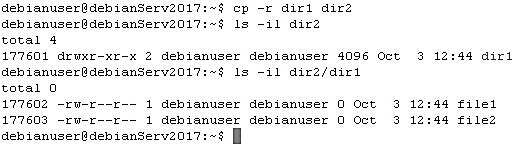 debianuser@debianServ2017:~$ cp -r dir1 dir2
debianuser@debianServ2017:~$ ls -il dir2
total 4
177601 drwxr-xr-x 2 debianuser debianuser 4096 Oct  3 12:44 dir1
debianuser@debianServ2017:~$ ls -il dir2/dir1
total 0
177602 -rw-r--r-- 1 debianuser debianuser 0 Oct  3 12:44 file1
177603 -rw-r--r-- 1 debianuser debianuser 0 Oct  3 12:44 file2
debianuser@debianServ2017:~$